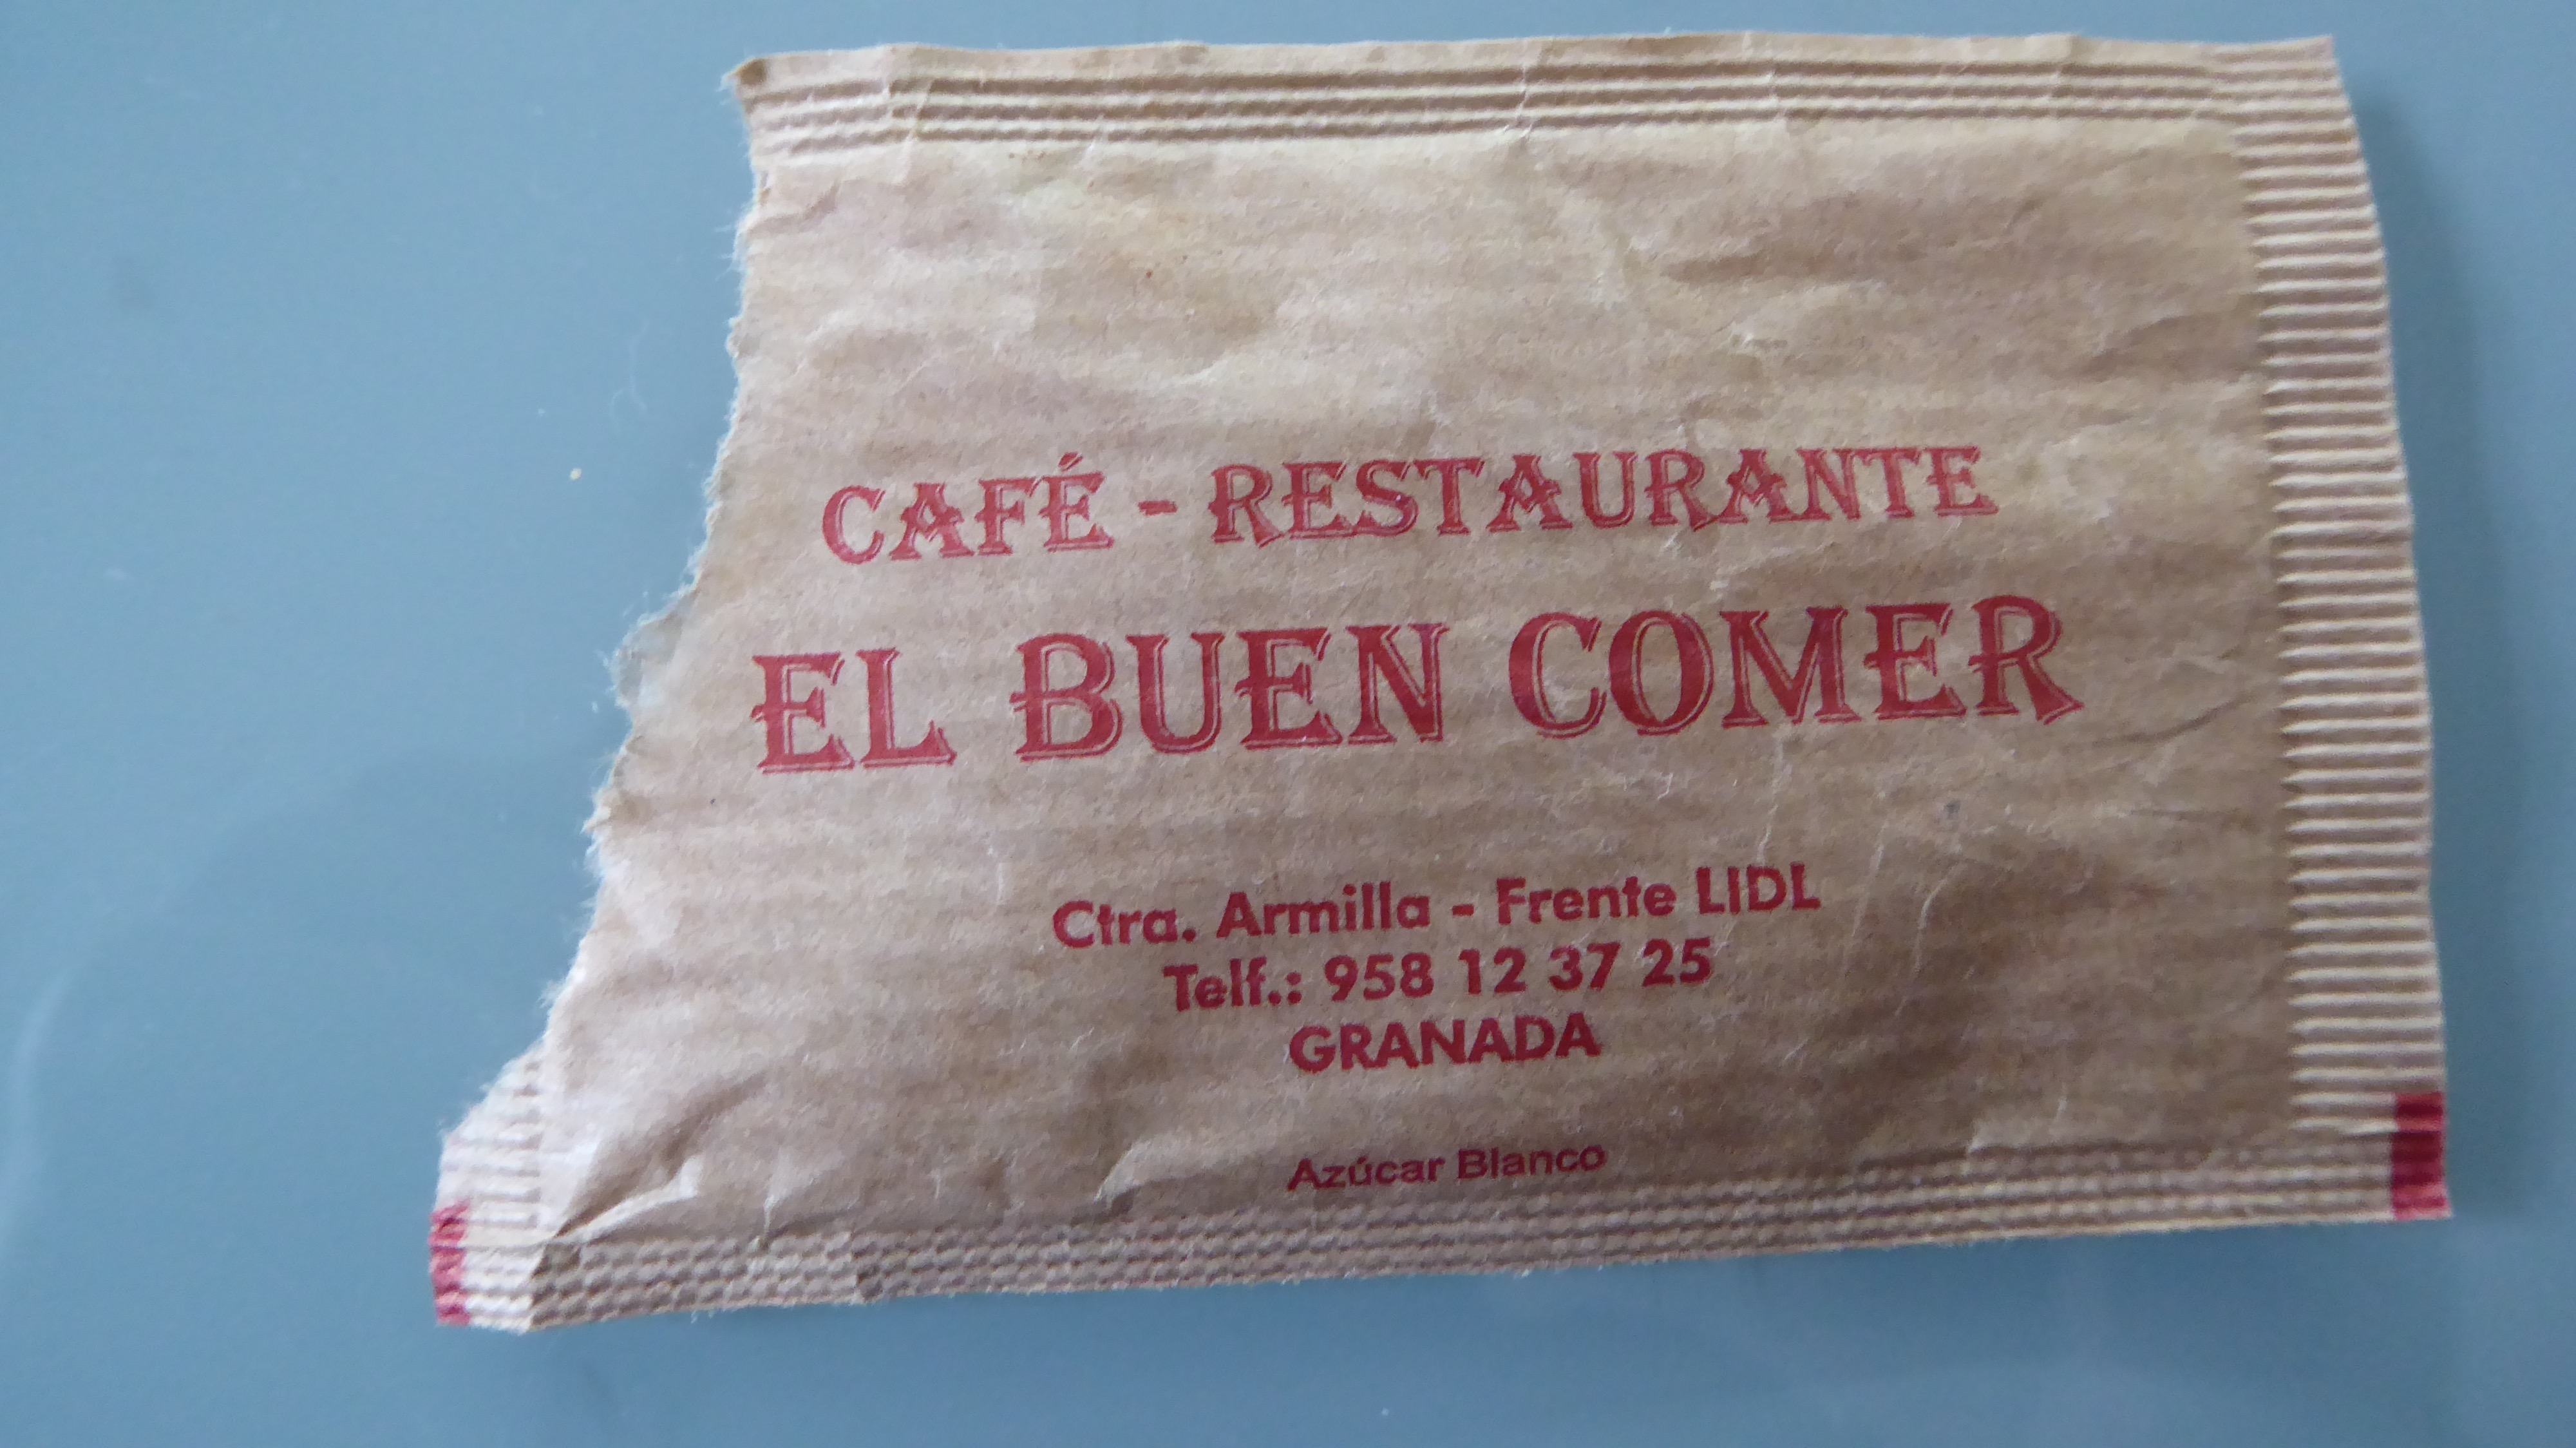 CAFÉ - RESTAURANTE
EL BUEN COMER
Ctra. Armilla - Frente LIDL
Telf.: 958 12 37 25
GRANADA
Azúcar Blanco